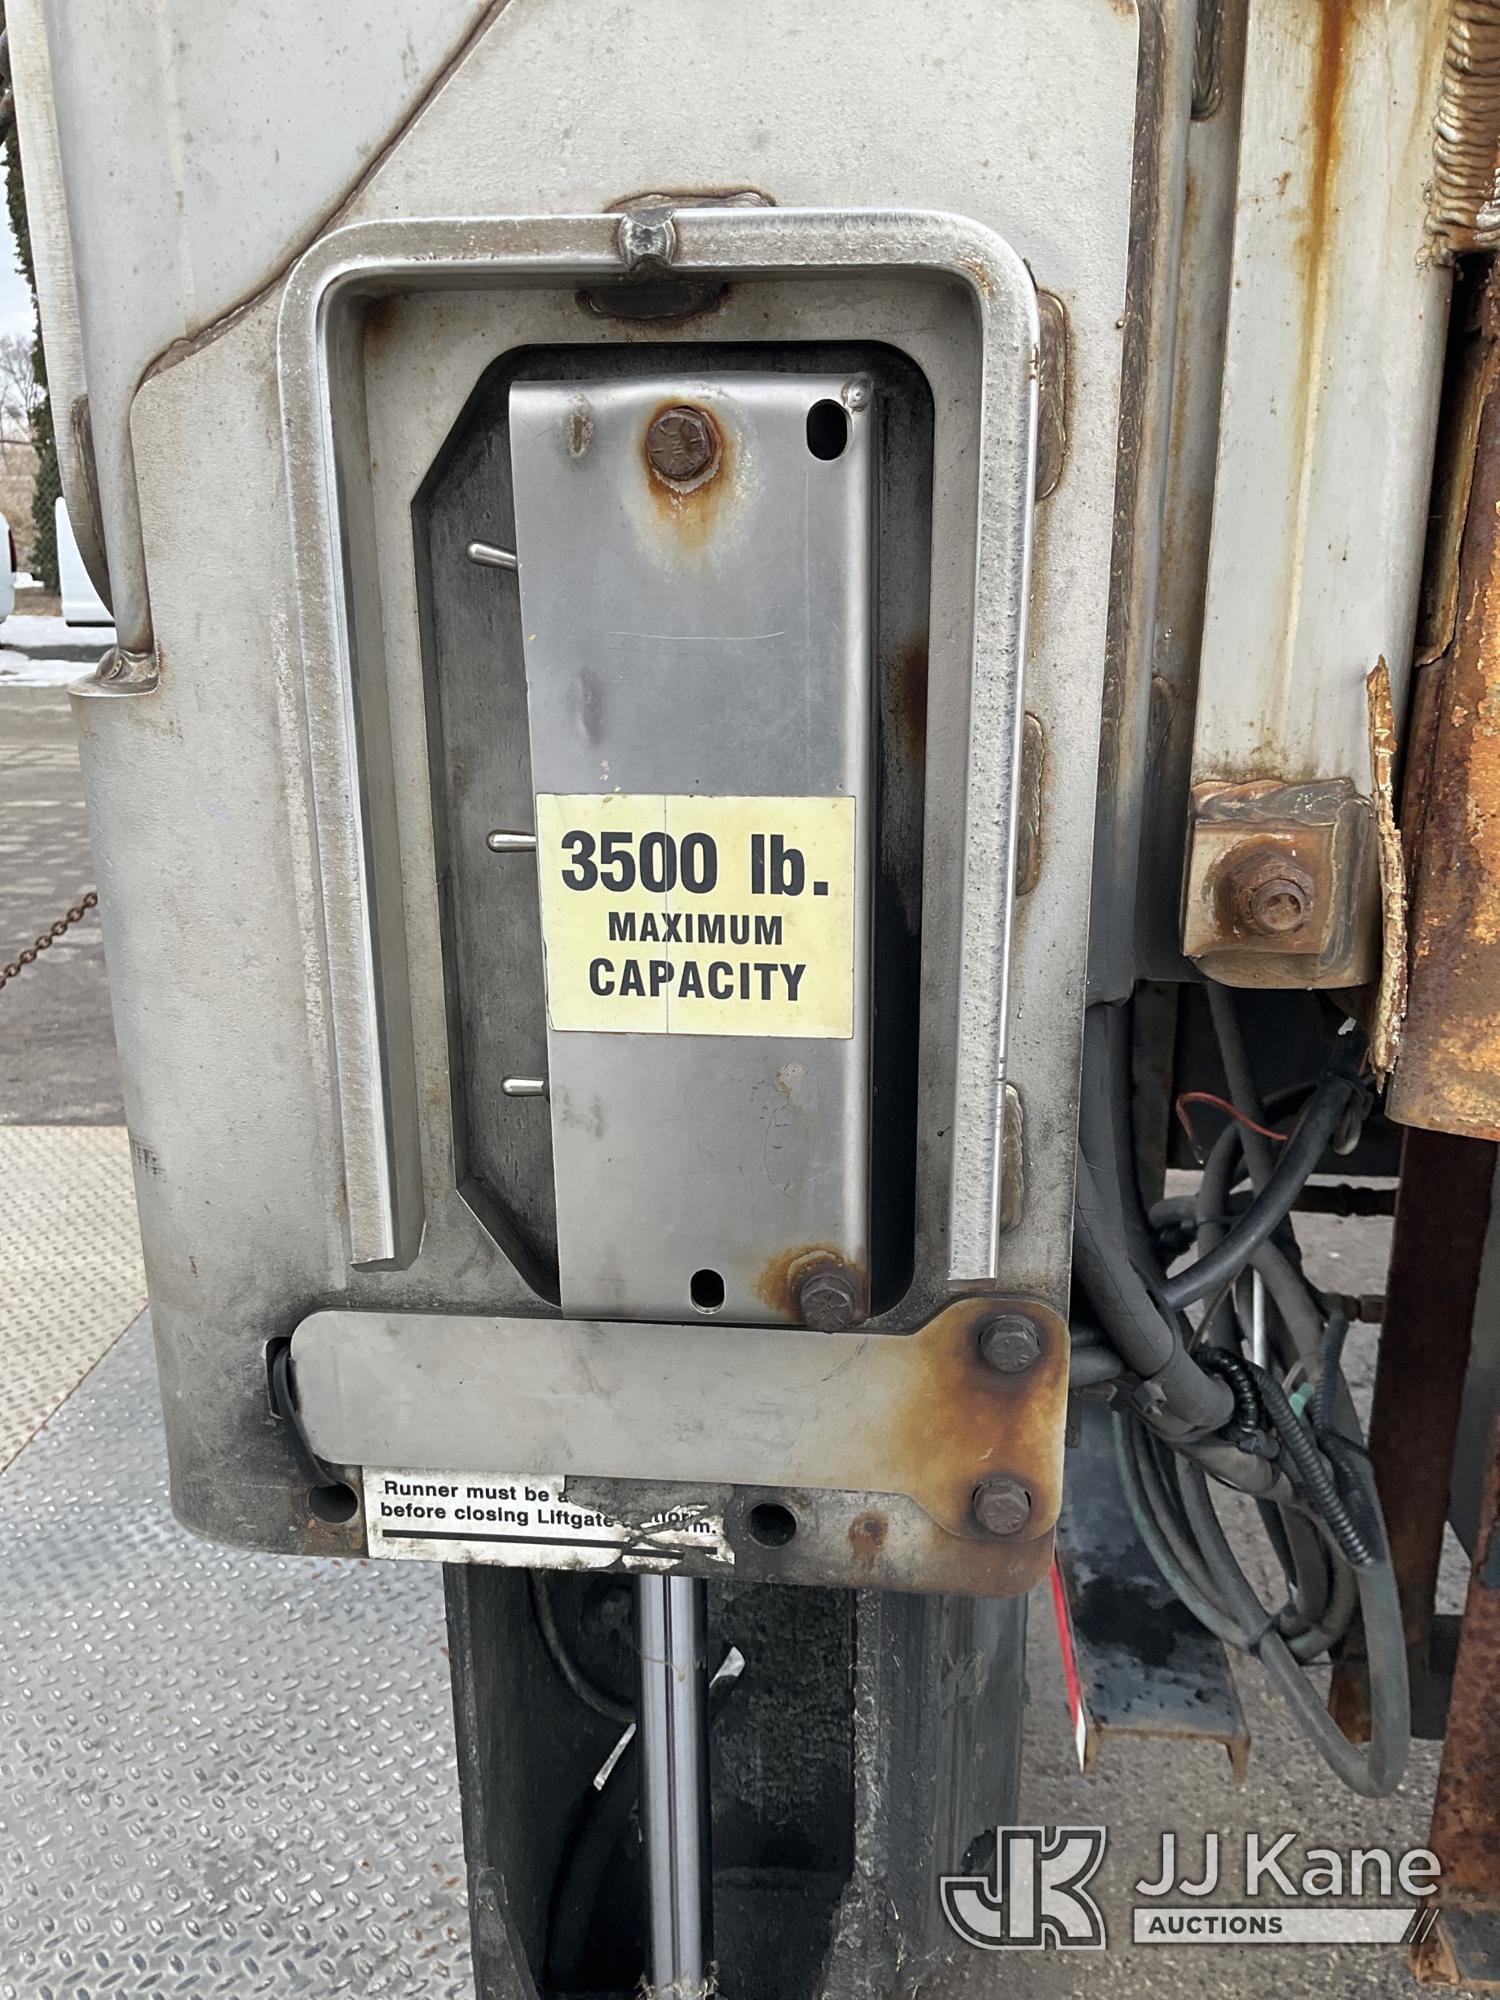 3500 lb.
MAXIMUM
CAPACITY
Runner must be
before closing Liftgate
JJ Kane
AUCTIONS